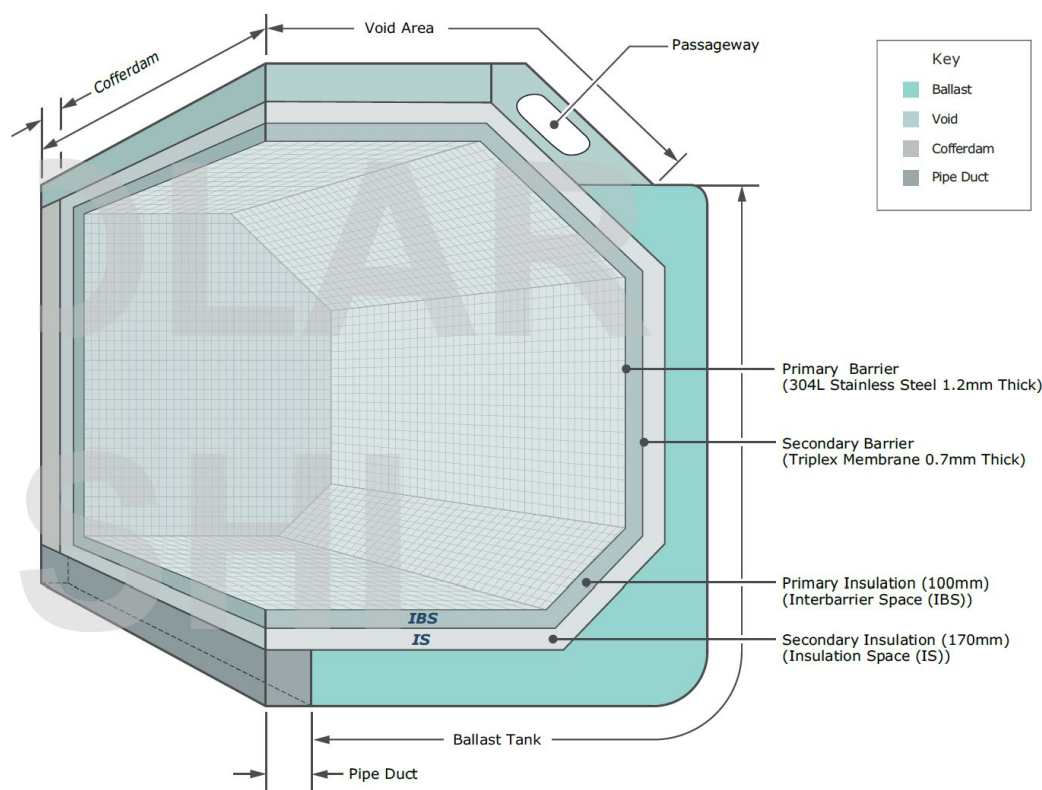 Void Area
Passageway
Cofferdam
Key
Ballast
Void
Cofferdam
Pipe Duct
OLAR
SHI
Primary Barrier
(304L Stainless Steel 1.2mm Thick)
Secondary Barrier
(Triplex Membrane 0.7mm Thick)
Primary Insulation (100mm)
(Interbarrier Space (IBS))
IBS
IS
Secondary Insulation (170mm)
(Insulation Space (IS))
Ballast Tank
Pipe Duct